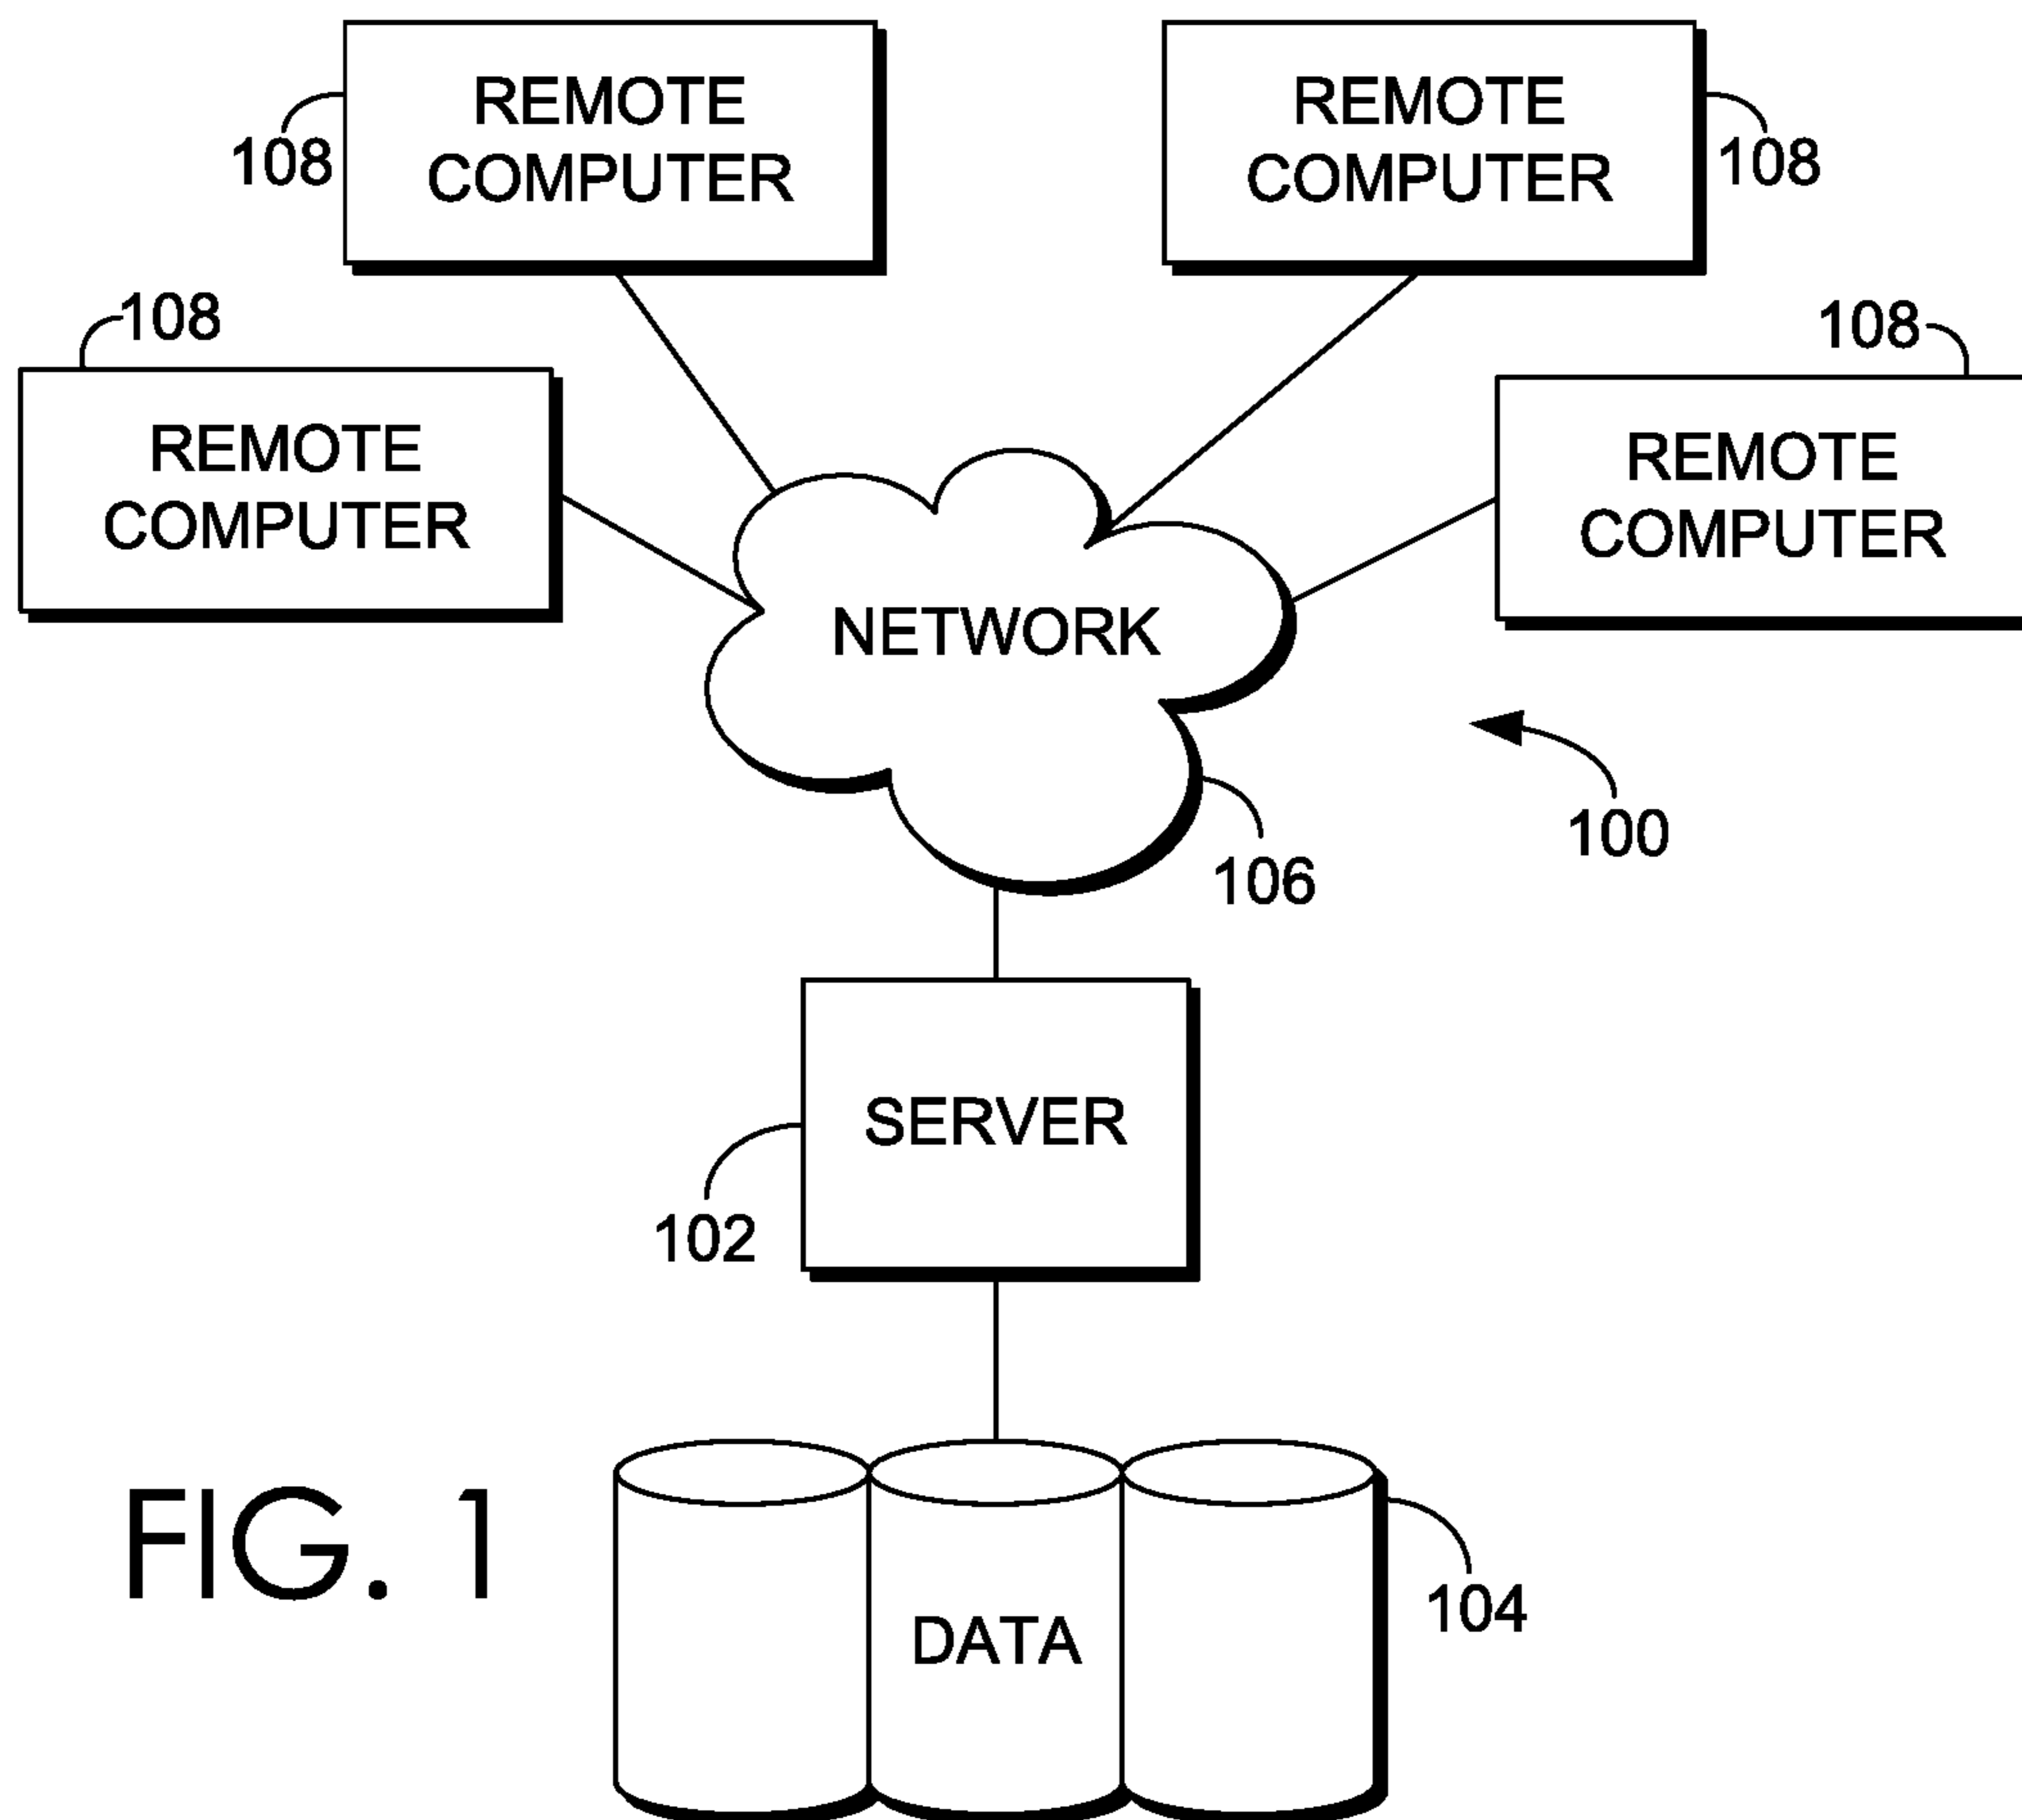 REMOTE
COMPUTER
108
REMOTE
COMPUTER
108
108
REMOTE
COMPUTER
108
REMOTE
COMPUTER
NETWORK
100
106
SERVER
102
FIG. 1
DATA
104